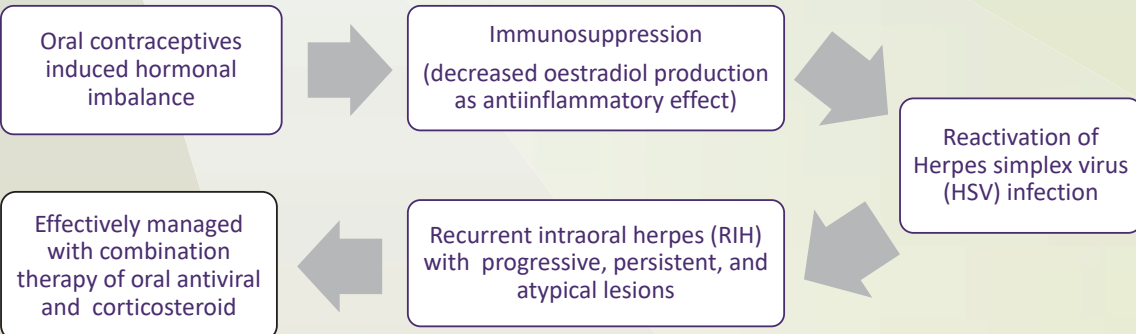 Oral contraceptives
induced hormonal
imbalance
Immunosuppression
(decreased oestradiol production
as antiinflammatory effect)
Reactivation of
Herpes simplex virus
(HSV) infection
Recurrent intraoral herpes (RIH)
with progressive, persistent, and
atypical lesions
Effectively managed
with combination
therapy of oral antiviral
and corticosteroid